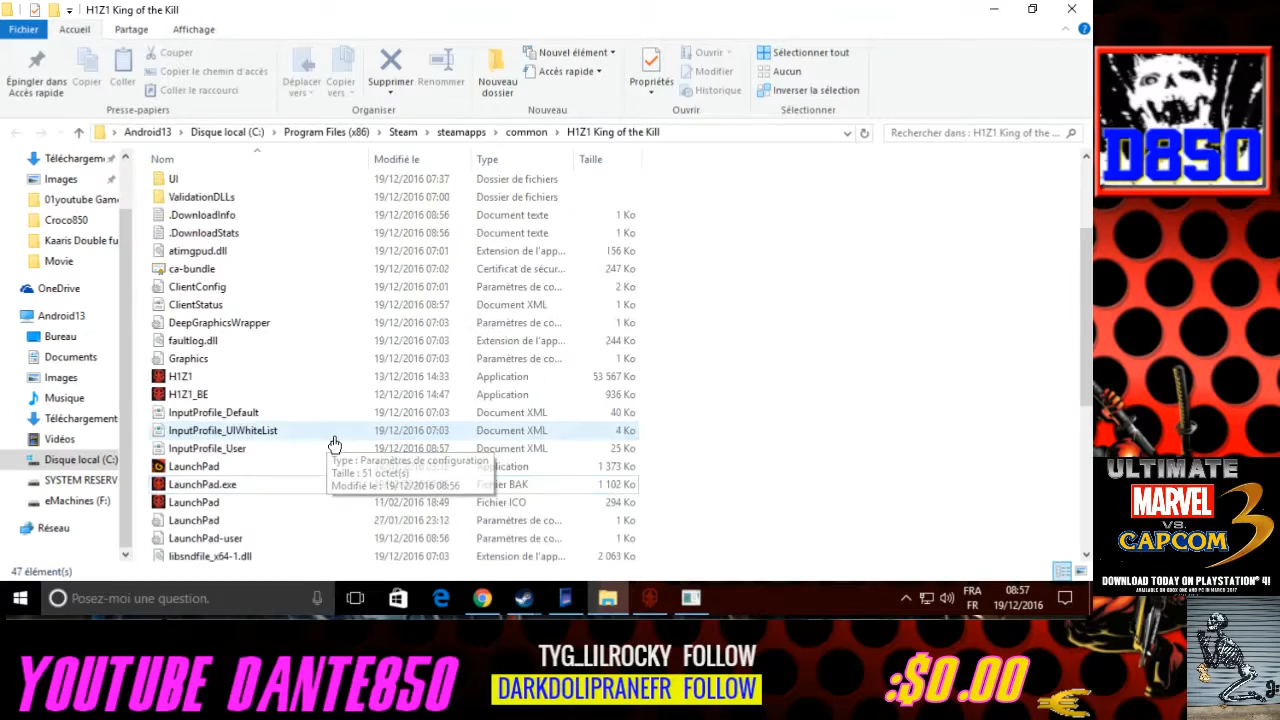 H1Z1 King of the Kill
Fichier Accueil Partage Affichage
Épingler dans Accès rapide
Copier
Coller
Couper
Copier le chemin d'accès
Coller le raccourci
Presse-papiers
Déplacer vers
Copier vers
Supprimer
Renommer
Organiser
Nouveau dossier
Nouvel élément
Accès rapide
Nouveau
Propriétés
Ouvrir
Modifier
Historique
Ouvrir
Sélectionner tout
Aucun
Inverser la sélection
Sélectionner
Android13 Disque local (C:) Program Files (x86) Steam steamapps common H1Z1 King of the Kill
Rechercher dans : H1Z1 King of the ...
Téléchargem
Images
01youtube Gam
Croco850
Kaaris Double fu
Movie
OneDrive
Android13
Bureau
Documents
Images
Musique
Téléchargement
Vidéos
Disque local (C:)
SYSTEM RESERV
eMachines (F:)
Réseau
Nom Modifié le Type Taille
UI 19/12/2016 07:37 Dossier de fichiers
ValidationDLLs 19/12/2016 07:00 Dossier de fichiers
.DownloadInfo 19/12/2016 08:56 Document texte 1 Ko
.DownloadStats 19/12/2016 08:56 Document texte 1 Ko
atimgpud.dll 19/12/2016 07:01 Extension de l'app... 156 Ko
ca-bundle 19/12/2016 07:02 Certificat de sécur... 247 Ko
ClientConfig 19/12/2016 07:01 Paramètres de co... 2 Ko
ClientStatus 19/12/2016 08:57 Document XML 1 Ko
DeepGraphicsWrapper 19/12/2016 07:03 Paramètres de co... 1 Ko
faultlog.dll 19/12/2016 07:03 Extension de l'app... 244 Ko
Graphics 19/12/2016 07:03 Paramètres de co... 1 Ko
H1Z1 13/12/2016 14:33 Application 53 567 Ko
H1Z1_BE 12/12/2016 14:47 Application 936 Ko
InputProfile_Default 19/12/2016 07:03 Document XML 40 Ko
InputProfile_UIWhiteList 19/12/2016 07:03 Document XML 4 Ko
InputProfile_User 19/12/2016 08:57 Document XML 25 Ko
LaunchPad plication 1 373 Ko
LaunchPad.exe Fichier BAK 1 102 Ko
LaunchPad 11/02/2016 18:49 Fichier ICO 294 Ko
LaunchPad 27/01/2016 23:12 Paramètres de co... 1 Ko
LaunchPad-user 19/12/2016 08:56 Paramètres de co... 1 Ko
libsndfile_x64-1.dll 19/12/2016 07:03 Extension de l'app... 2 063 Ko
Type : Paramètres de configuration
Taille : 51 octet(s)
Modifié le : 19/12/2016 08:56
47 élément(s)
Posez-moi une question.
FRA
FR
08:57
19/12/2016
D850
ULTIMATE
MARVEL
VS.
CAPCOM 3
DOWNLOAD TODAY ON PLAYSTATION® 4!
AVAILABLE ON XBOX ONE AND PC IN MARCH 2017
YOUTUBE DANTE850
TYG_LILROCKY FOLLOW
DARKDOLIPRANEFR FOLLOW
:$0.00